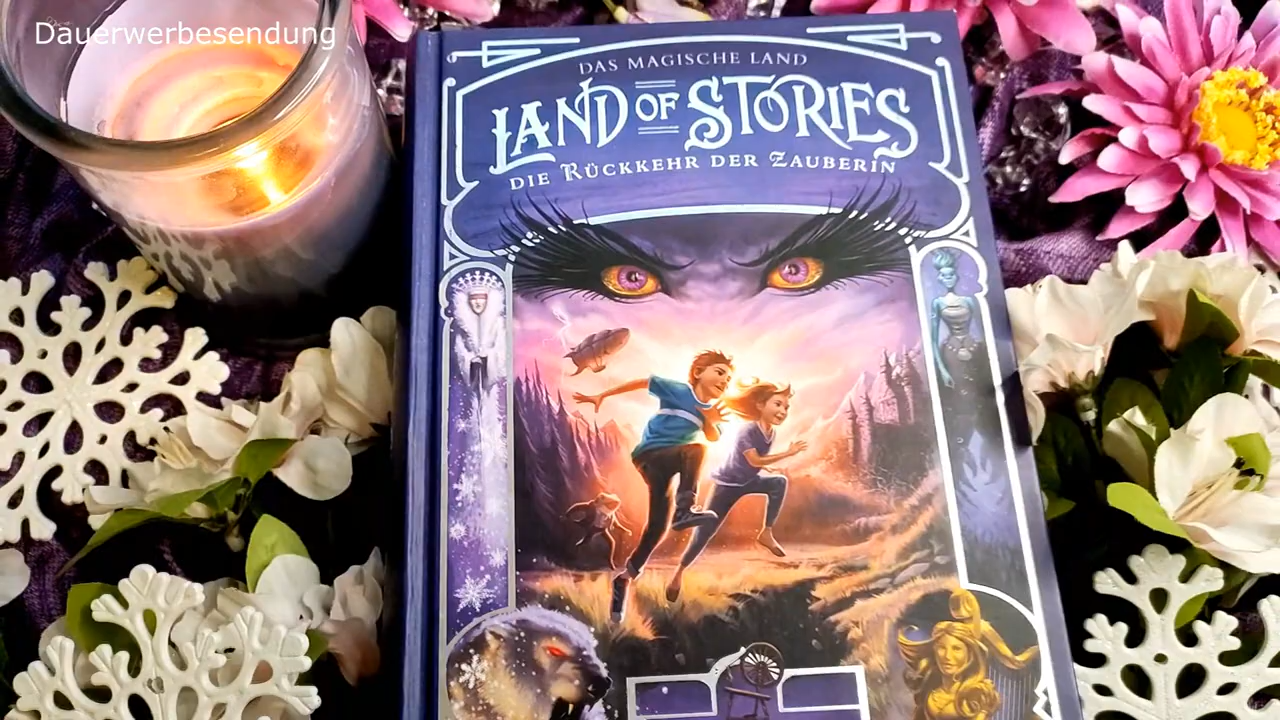 Dauerwerbesendung
DAS MAGISCHE LAND
LAND OF STORIES
DIE RÜCKKEHR DER ZAUBERIN